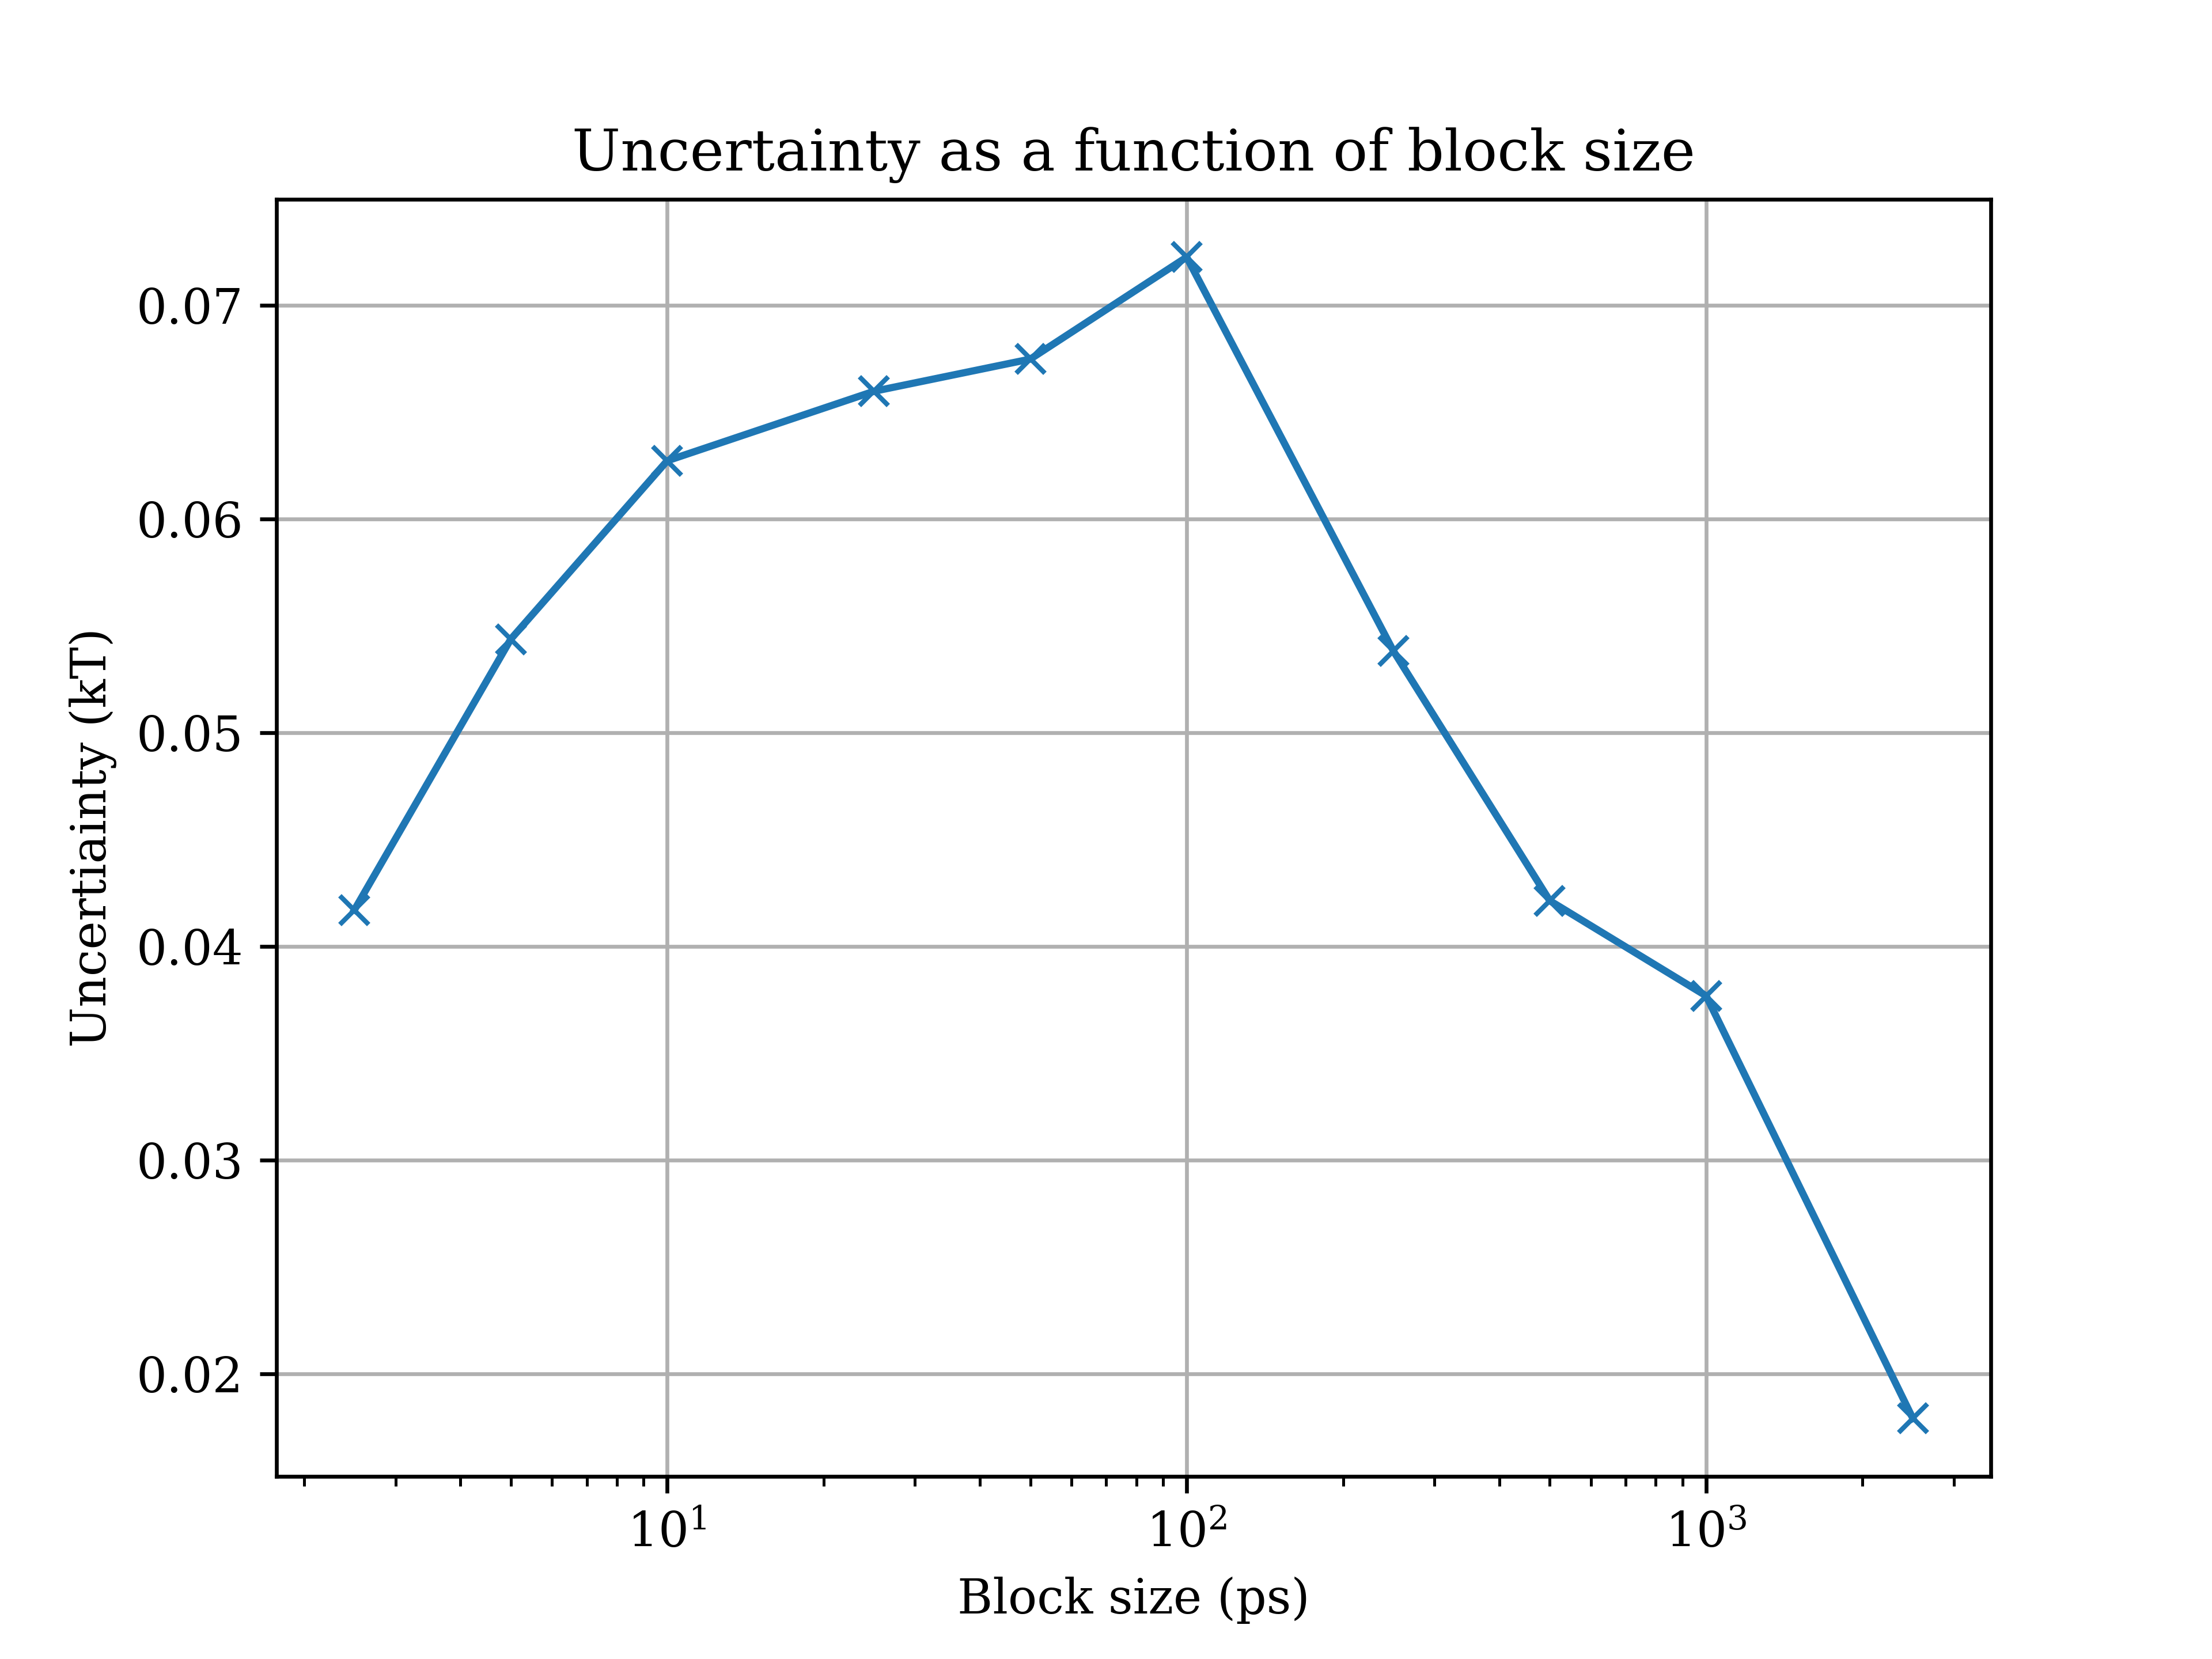 Uncertainty as a function of block size
0.07
0.06
0.05
0.04
0.03
0.02
Uncertiainty (kT)
10¹ 10² 10³
Block size (ps)